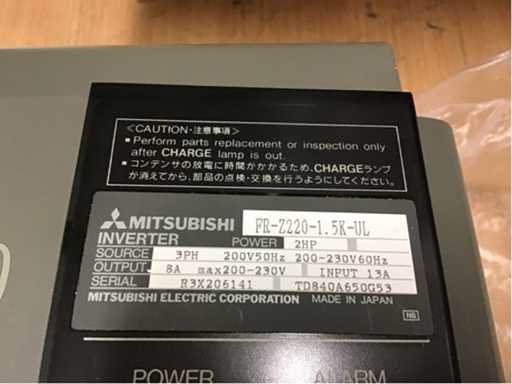 <CAUTION・注意事項>
■ Perform parts replacement or inspection only
after CHARGE lamp is out.
■ コンデンサの放電に時間がかかるため、CHARGEランプ
が消えてから、部品の点検・交換を行うようにしてください。
MITSUBISHI FR-Z220-1.5K-UL
INVERTER POWER 2HP
SOURCE 3PH 200V50Hz 200-230V60Hz
OUTPUT 8A max200-230V INPUT 13A
SERIAL R3X206141 TD840A650G53
MITSUBISHI ELECTRIC CORPORATION MADE IN JAPAN
NB
POWER ALARM